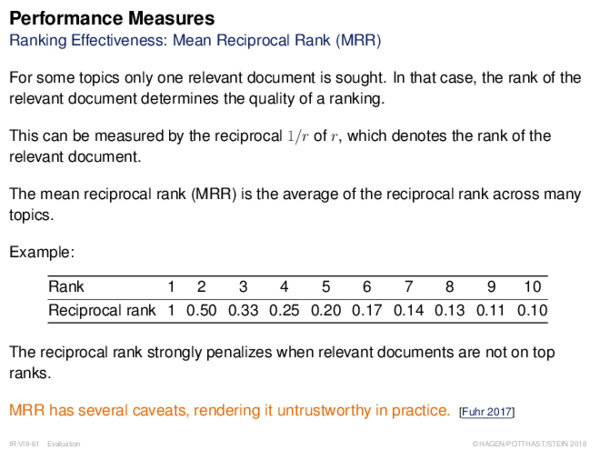 Performance Measures
Ranking Effectiveness: Mean Reciprocal Rank (MRR)
For some topics only one relevant document is sought. In that case, the rank of the
relevant document determines the quality of a ranking.
This can be measured by the reciprocal 1/r of r, which denotes the rank of the
relevant document.
The mean reciprocal rank (MRR) is the average of the reciprocal rank across many
topics.
Example:
Rank 1 2 3 4 5 6 7 8 9 10
Reciprocal rank 1 0.50 0.33 0.25 0.20 0.17 0.14 0.13 0.11 0.10
The reciprocal rank strongly penalizes when relevant documents are not on top
ranks.
MRR has several caveats, rendering it untrustworthy in practice. [Fuhr 2017]
IR:VIII-61 Evaluation ©HAGEN/POTTHAST/STEIN 2018